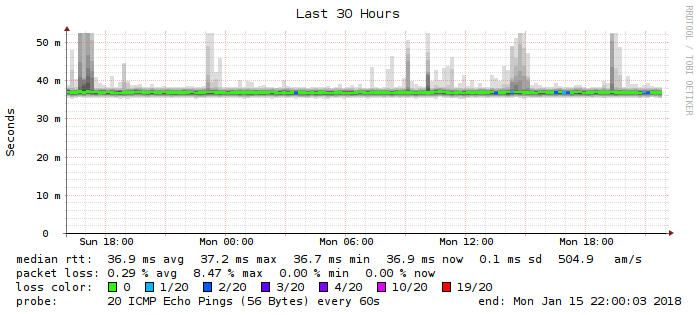 Last 30 Hours
RRDTOOL / TOBI OETIKER
Seconds
50 m
40 m
30 m
20 m
10 m
0
Sun 18:00 Mon 00:00 Mon 06:00 Mon 12:00 Mon 18:00
median rtt: 36.9 ms avg 37.2 ms max 36.7 ms min 36.9 ms now 0.1 ms sd 504.9 am/s
packet loss: 0.29 % avg 8.47 % max 0.00 % min 0.00 % now
loss color: 0 1/20 2/20 3/20 4/20 10/20 19/20
probe: 20 ICMP Echo Pings (56 Bytes) every 60s end: Mon Jan 15 22:00:03 2018